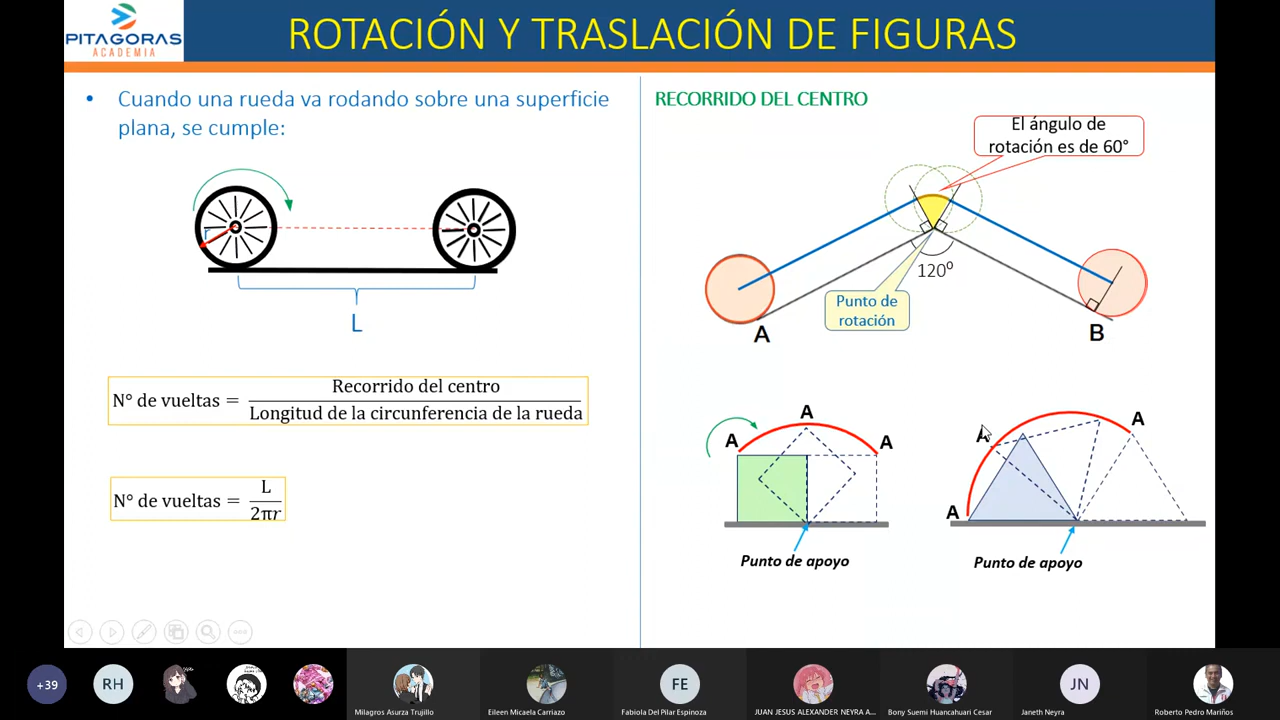 PITAGORAS
ACADEMIA
ROTACIÓN Y TRASLACIÓN DE FIGURAS
• Cuando una rueda va rodando sobre una superficie
plana, se cumple:
r
L
N° de vueltas = Recorrido del centro
Longitud de la circunferencia de la rueda
N° de vueltas = L
2πr
RECORRIDO DEL CENTRO
El ángulo de
rotación es de 60°
120º
Punto de
rotación
A
B
A
A
A
Punto de apoyo
A
A
A
Punto de apoyo
+39
RH
Milagros Asurza Trujillo
Eileen Micaela Carriazo
FE
Fabiola Del Pilar Espinoza
JUAN JESUS ALEXANDER NEYRA A...
Bony Suemi Huancahuari Cesar
JN
Janeth Neyra
Roberto Pedro Mariños